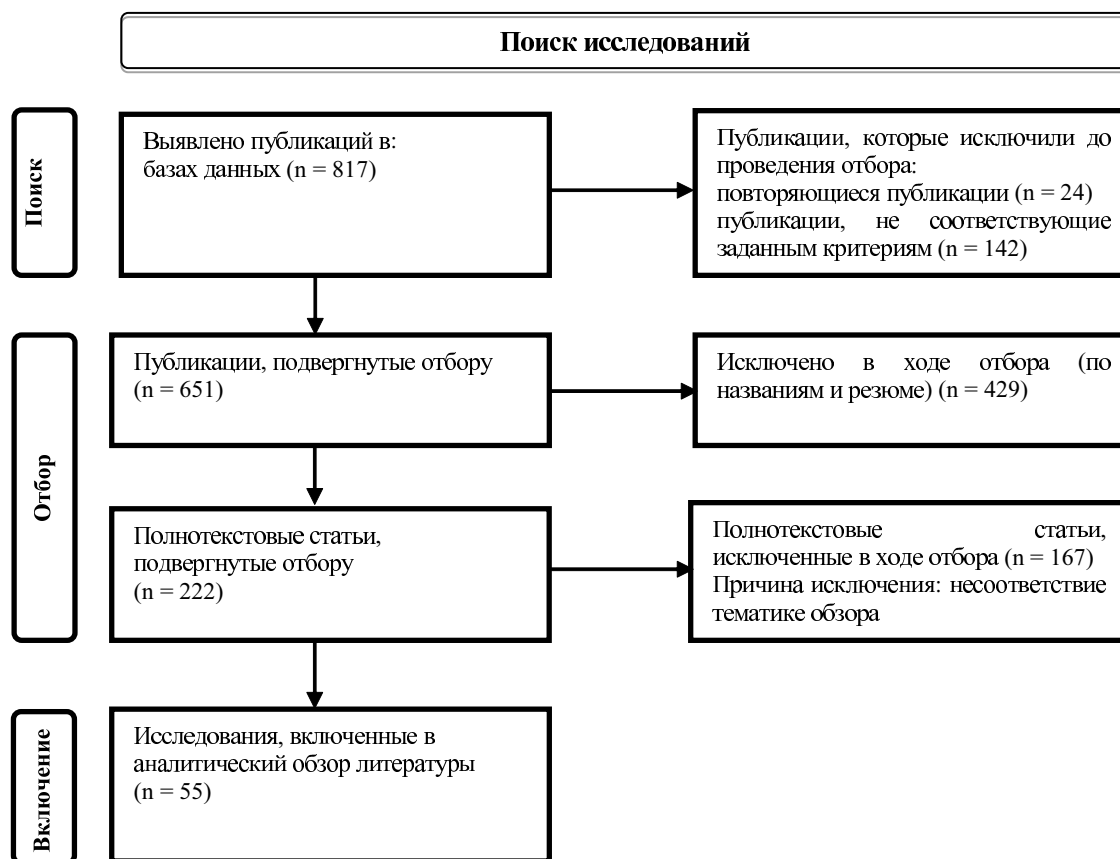 Поиск исследований
Поиск
Выявлено публикаций в:
базах данных (n = 817)
Публикации, которые исключили до
проведения отбора:
повторяющиеся публикации (n = 24)
публикации, не соответствующие
заданным критериям (n = 142)
Отбор
Публикации, подвергнутые отбору
(n = 651)
Исключено в ходе отбора (по
названиям и резюме) (n = 429)
Полнотекстовые статьи,
подвергнутые отбору
(n = 222)
Полнотекстовые статьи,
исключенные в ходе отбора (n = 167)
Причина исключения: несоответствие
тематике обзора
Включение
Исследования, включенные в
аналитический обзор литературы
(n = 55)